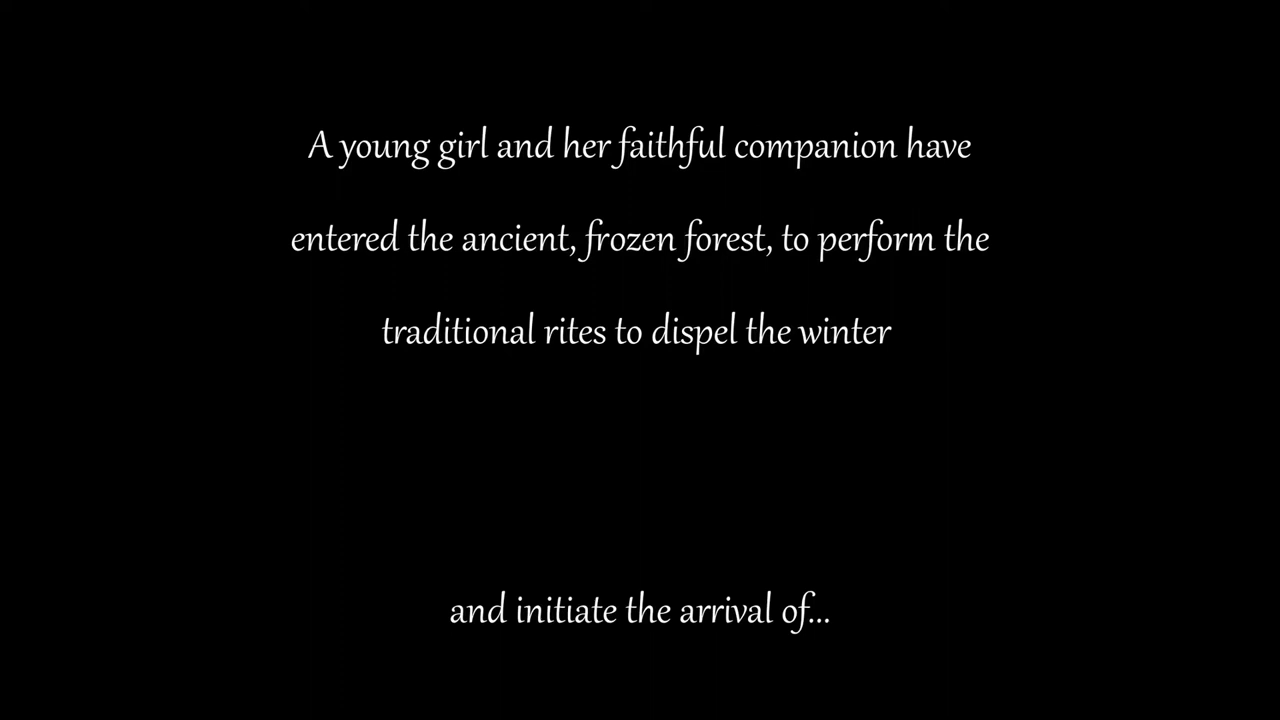 A young girl and her faithful companion have
entered the ancient, frozen forest, to perform the
traditional rites to dispel the winter
and initiate the arrival of...